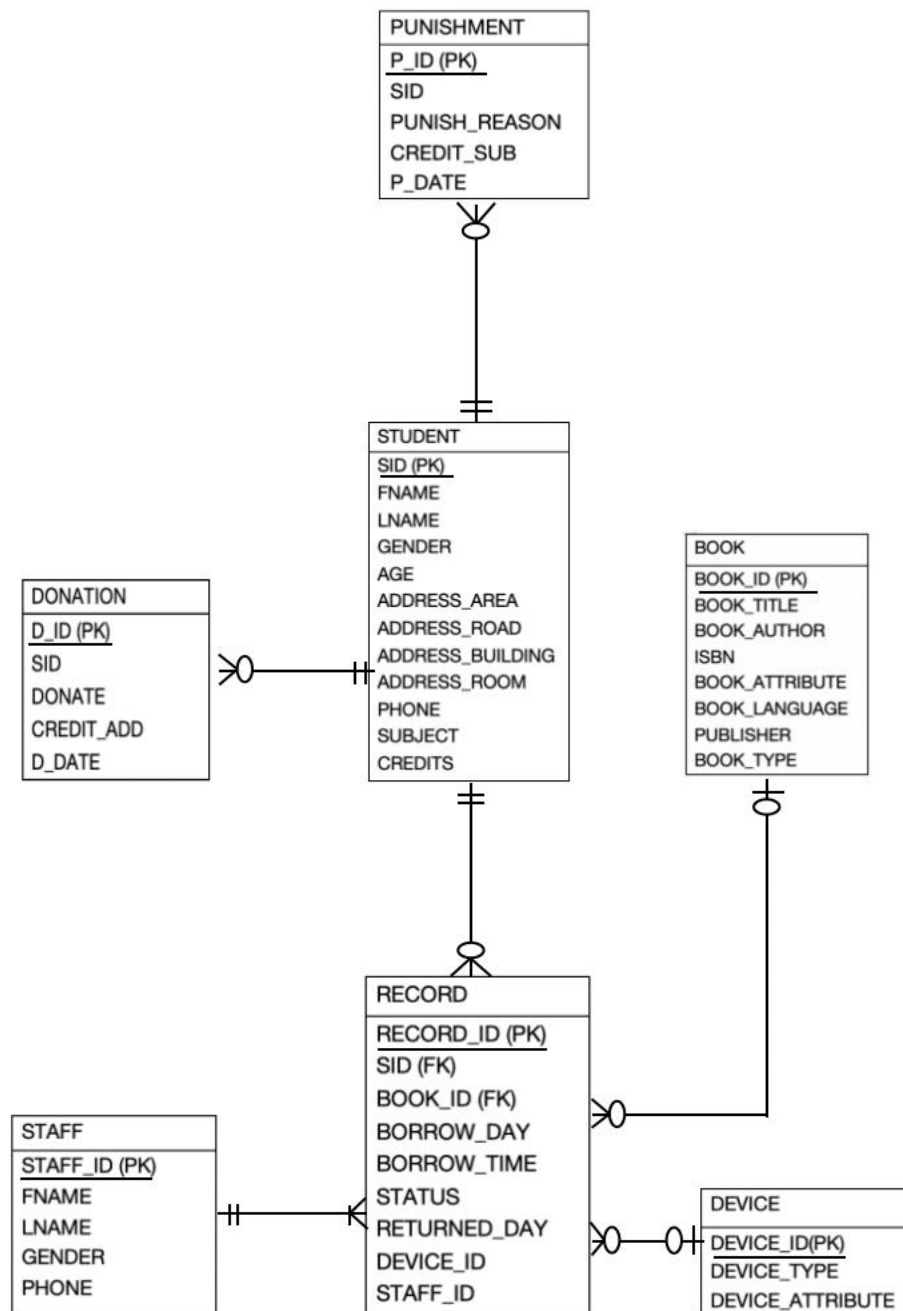 PUNISHMENT
P_ID (PK)
SID
PUNISH_REASON
CREDIT_SUB
P_DATE
STUDENT
SID (PK)
FNAME
LNAME
GENDER
AGE
ADDRESS_AREA
ADDRESS_ROAD
ADDRESS_BUILDING
ADDRESS_ROOM
PHONE
SUBJECT
CREDITS
DONATION
D_ID (PK)
SID
DONATE
CREDIT_ADD
D_DATE
BOOK
BOOK_ID (PK)
BOOK_TITLE
BOOK_AUTHOR
ISBN
BOOK_ATTRIBUTE
BOOK_LANGUAGE
PUBLISHER
BOOK_TYPE
RECORD
RECORD_ID (PK)
SID (FK)
BOOK_ID (FK)
BORROW_DAY
BORROW_TIME
STATUS
RETURNED_DAY
DEVICE_ID
STAFF_ID
STAFF
STAFF_ID (PK)
FNAME
LNAME
GENDER
PHONE
DEVICE
DEVICE_ID(PK)
DEVICE_TYPE
DEVICE_ATTRIBUTE